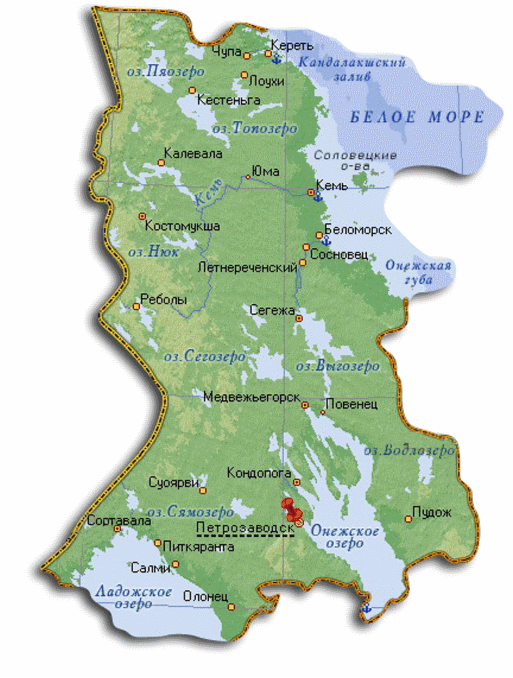 Кереть
Чупа
Кандалакшский
залив
оз.Пяозеро
Лоухи
Кестеньга
БЕЛОЕ МОРЕ
оз.Топозеро
Калевала
Соловецкие
о-ва
Юма
Кемь
Кемь
Костомукша
Беломорск
оз.Нюк
Сосновец
Летнереченский
Онежская
губа
Реболы
Сегежа
оз.Сегозеро
оз.Выгозеро
Медвежьегорск
Повенец
оз.Водлозеро
Кондопога
Суоярви
оз.Сямозеро
Пудож
Сортавала
Петрозаводск
Онежское
озеро
Питкяранта
Салми
Ладожское
озеро
Олонец